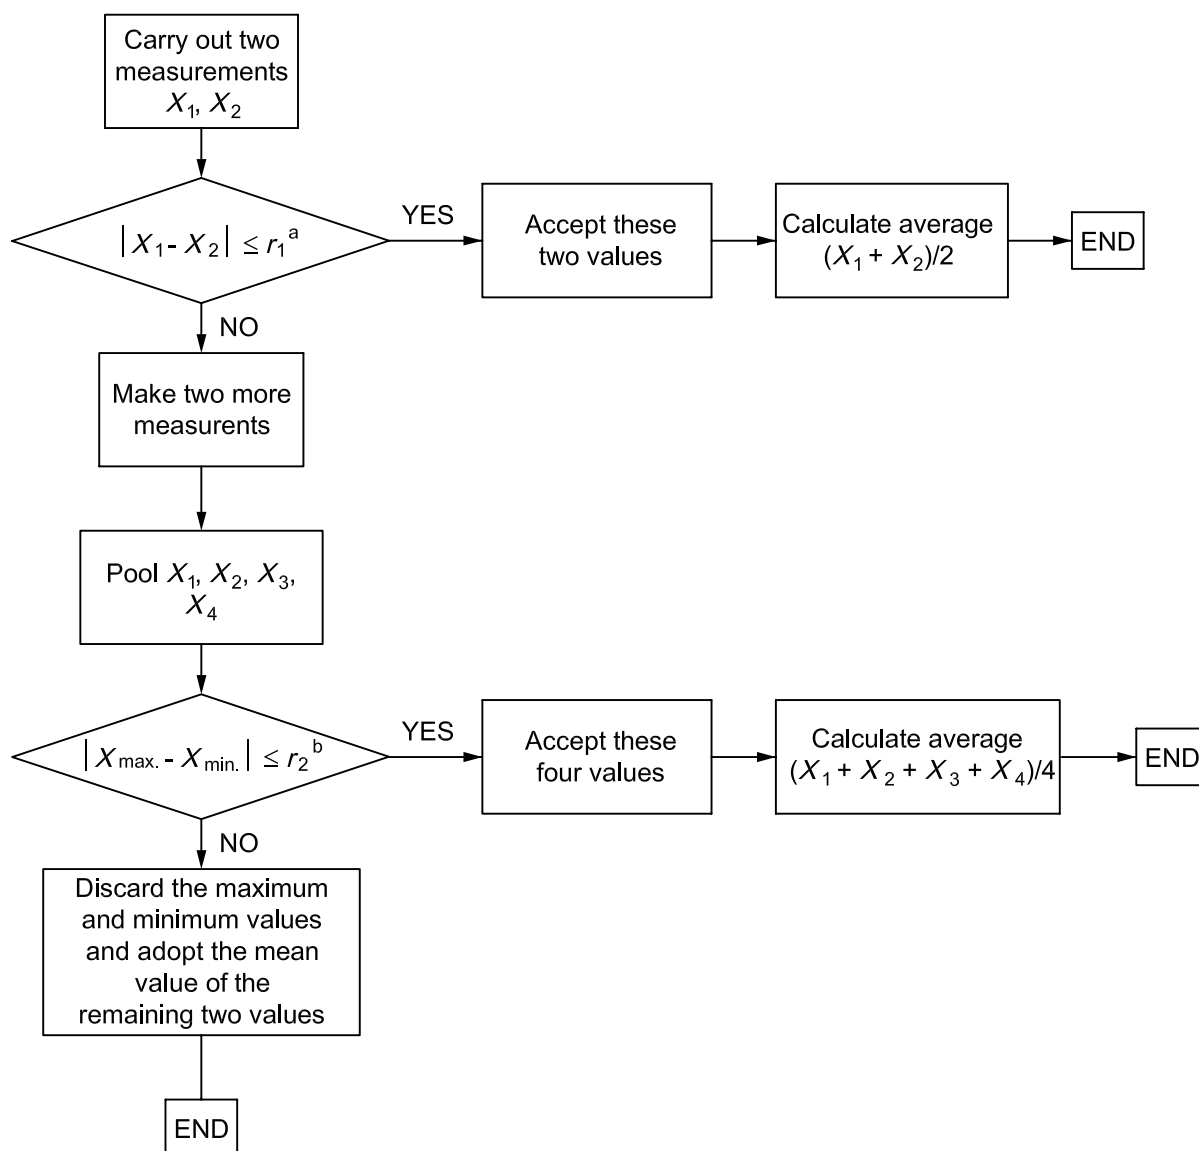 Carry out two
measurements
X1, X2
|X1 - X2| ≤ r1 a
YES
Accept these
two values
Calculate average
(X1 + X2)/2
END
NO
Make two more
measurents
Pool X1, X2, X3,
X4
|Xmax. - Xmin.| ≤ r2 b
YES
Accept these
four values
Calculate average
(X1 + X2 + X3 + X4)/4
END
NO
Discard the maximum
and minimum values
and adopt the mean
value of the
remaining two values
END